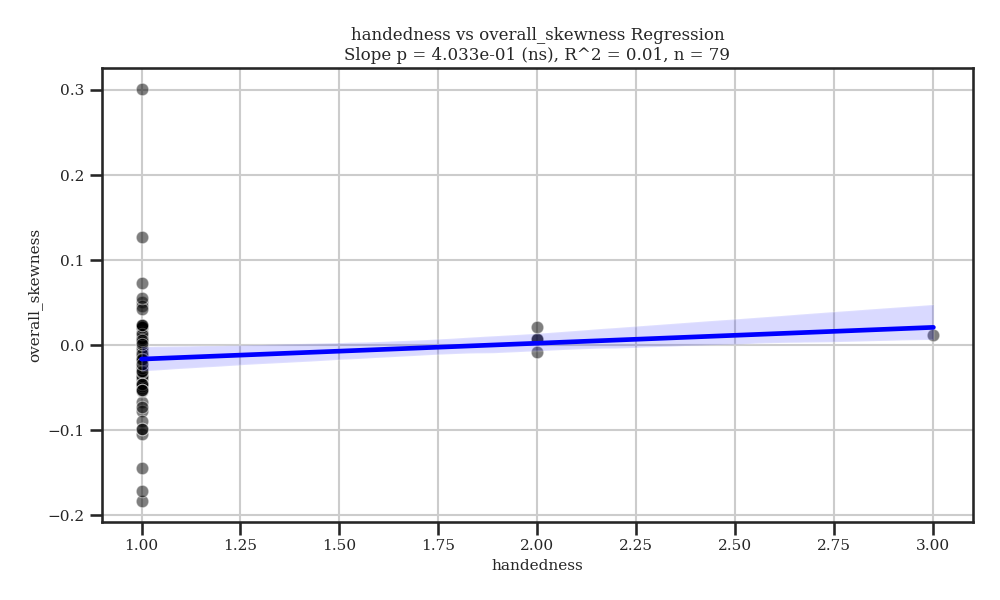 handedness vs overall_skewness Regression
Slope p = 4.033e-01 (ns), R^2 = 0.01, n = 79
0.3
0.2
0.1
0.0
−0.1
−0.2
overall_skewness
1.00 1.25 1.50 1.75 2.00 2.25 2.50 2.75 3.00
handedness